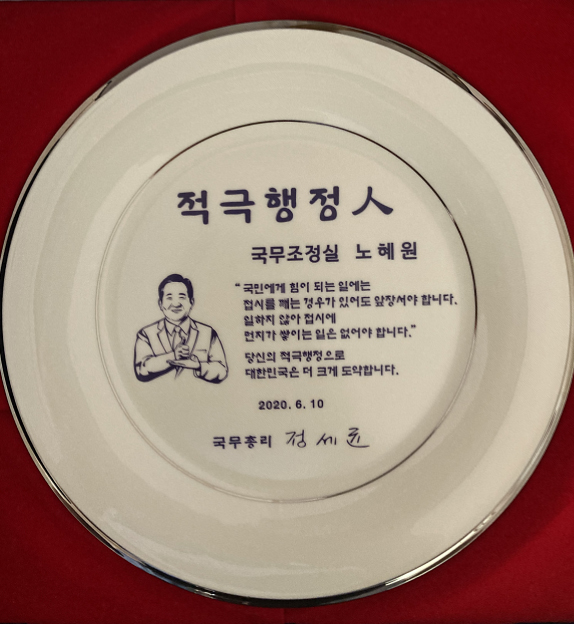 적극행정人
국무조정실 노혜원
“국민에게 힘이 되는 일에는
접시를 깨는 경우가 있어도 앞장서야 합니다.
일하지 않아 접시에
먼지가 쌓이는 일은 없어야 합니다.”
당신의 적극행정으로
대한민국은 더 크게 도약합니다.
2020. 6. 10
국무총리 정세균